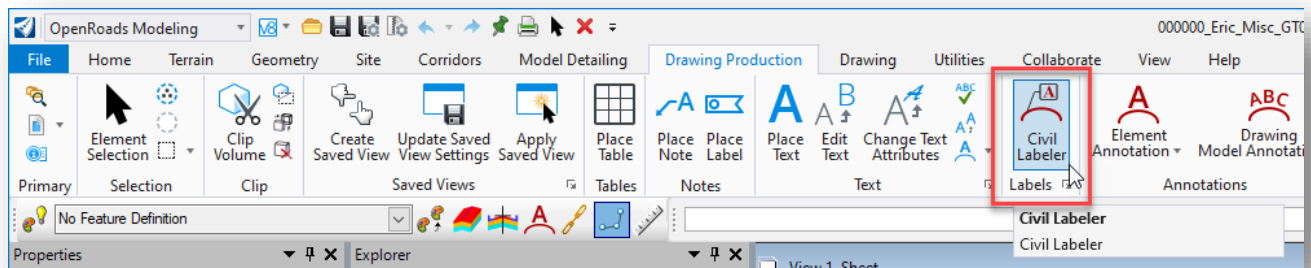 OpenRoads Modeling
000000_Eric_Misc_GTC
File Home Terrain Geometry Site Corridors Model Detailing Drawing Production Drawing Utilities Collaborate View Help
Element Selection
Clip Volume
Create Saved View
Update Saved View Settings
Apply Saved View
Place Table
Place Note
Place Label
Place Text
Edit Text
Change Text Attributes
ABC
Civil Labeler
Element Annotation
ABC
Drawing Model Annotati
Primary Selection Clip Saved Views Tables Notes Text Labels Annotations
No Feature Definition
Civil Labeler
Civil Labeler
Properties Explorer
View 1, Sheet